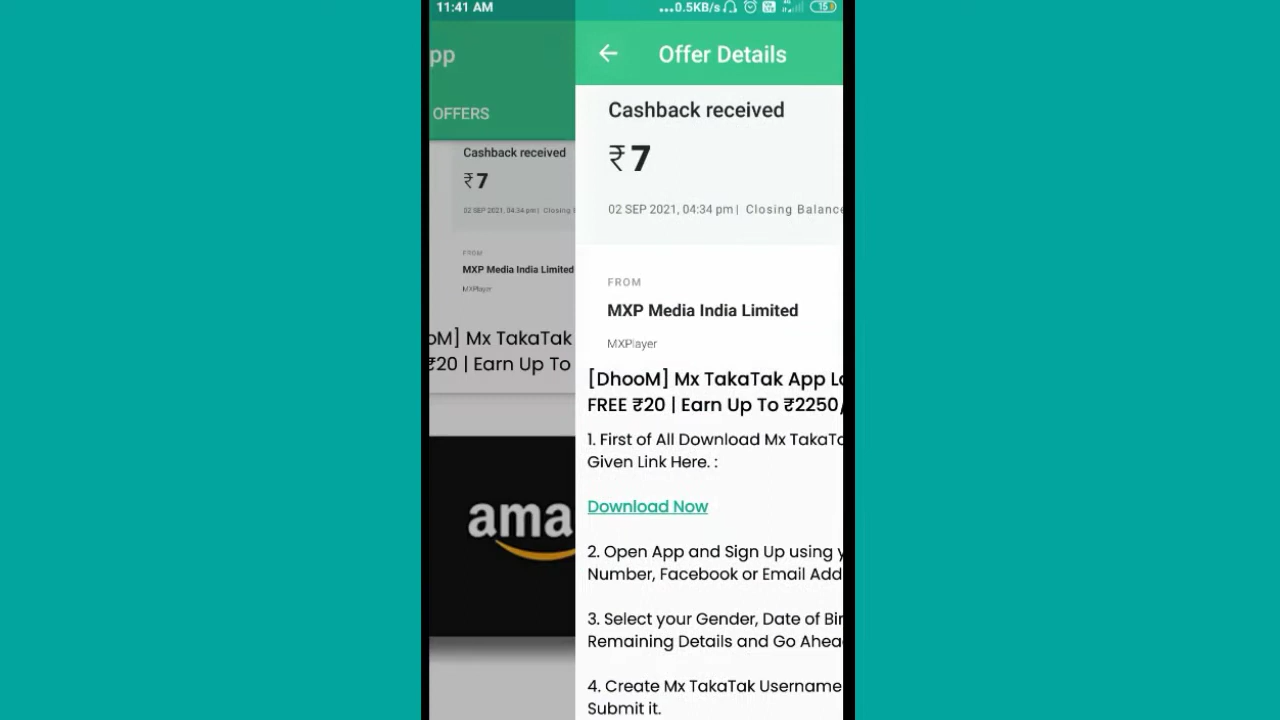 11:41 AM
...0.5KB/s
15
pp
OFFERS
Cashback received
₹7
02 SEP 2021, 04:34 pm | Closing
FROM
MXP Media India Limited
MXPlayer
oM] Mx TakaTak
₹20 | Earn Up To
ama
Offer Details
Cashback received
₹7
02 SEP 2021, 04:34 pm | Closing Balance
FROM
MXP Media India Limited
MXPlayer
[DhooM] Mx TakaTak App Lo
FREE ₹20 | Earn Up To ₹2250/
1. First of All Download Mx TakaTa
Given Link Here. :
Download Now
2. Open App and Sign Up using y
Number, Facebook or Email Add
3. Select your Gender, Date of Bir
Remaining Details and Go Ahea
4. Create Mx TakaTak Username
Submit it.